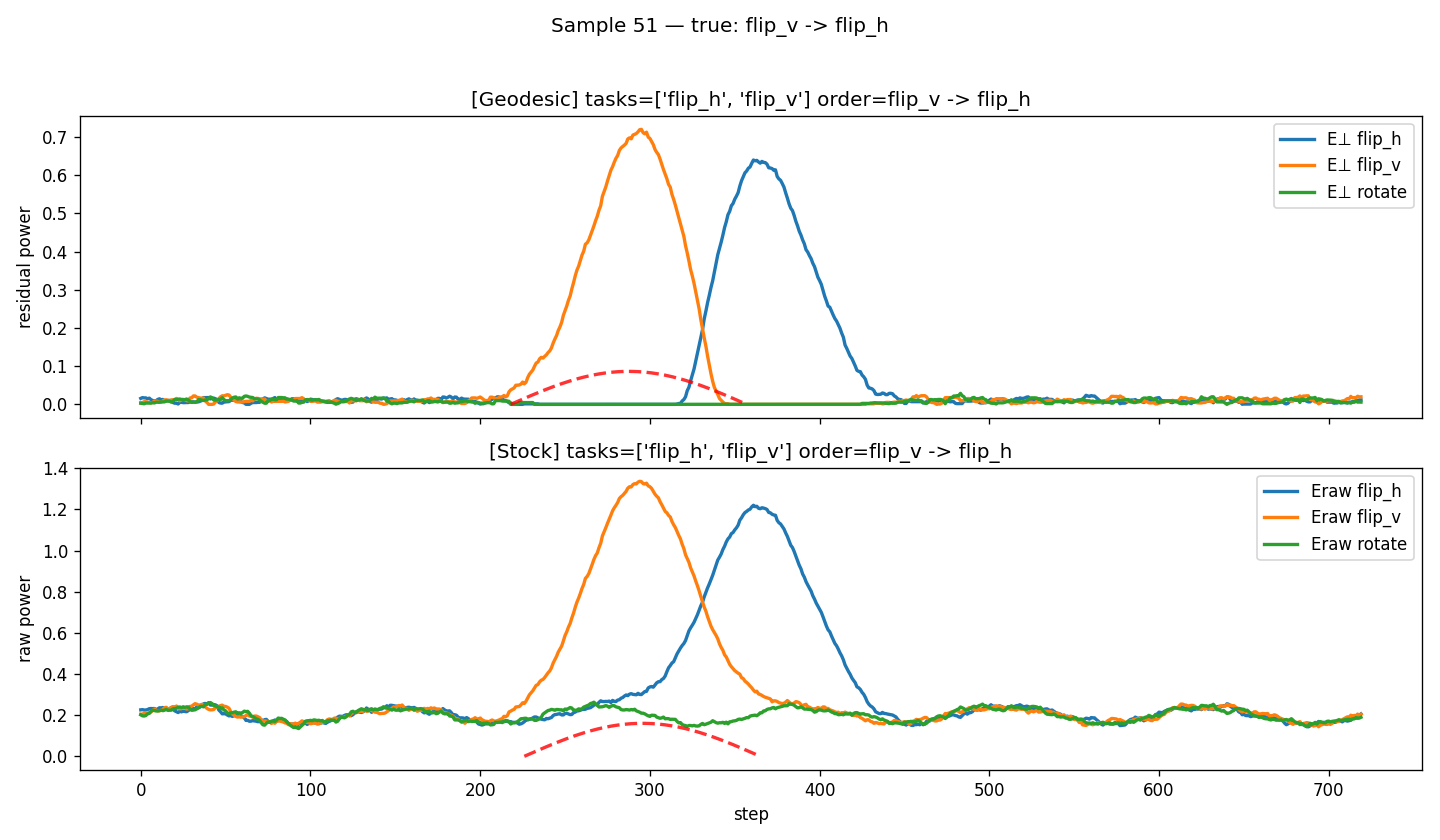 Sample 51 — true: flip_v -> flip_h
[Geodesic] tasks=['flip_h', 'flip_v'] order=flip_v -> flip_h
residual power
0.7
0.6
0.5
0.4
0.3
0.2
0.1
0.0
E⊥ flip_h
E⊥ flip_v
E⊥ rotate
[Stock] tasks=['flip_h', 'flip_v'] order=flip_v -> flip_h
raw power
1.4
1.2
1.0
0.8
0.6
0.4
0.2
0.0
Eraw flip_h
Eraw flip_v
Eraw rotate
0 100 200 300 400 500 600 700
step